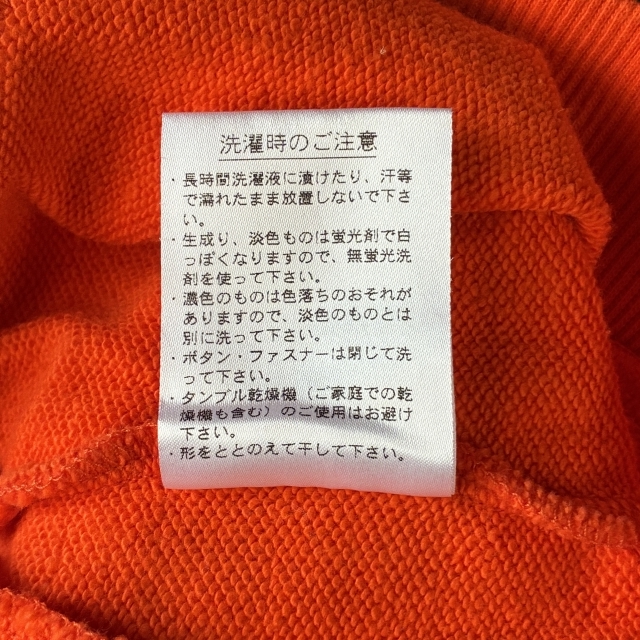 洗濯時のご注意
・長時間洗濯液に漬けたり、汗等
で濡れたまま放置しないで下さ
い。
・生成り、淡色ものは蛍光剤で白
っぽくなりますので、無蛍光洗
剤を使って下さい。
・濃色のものは色落ちのおそれが
ありますので、淡色のものとは
別に洗って下さい。
・ボタン・ファスナーは閉じて洗
って下さい。
・タンブル乾燥機（ご家庭での乾
燥機も含む）のご使用はお避け
下さい。
・形をととのえて干して下さい。